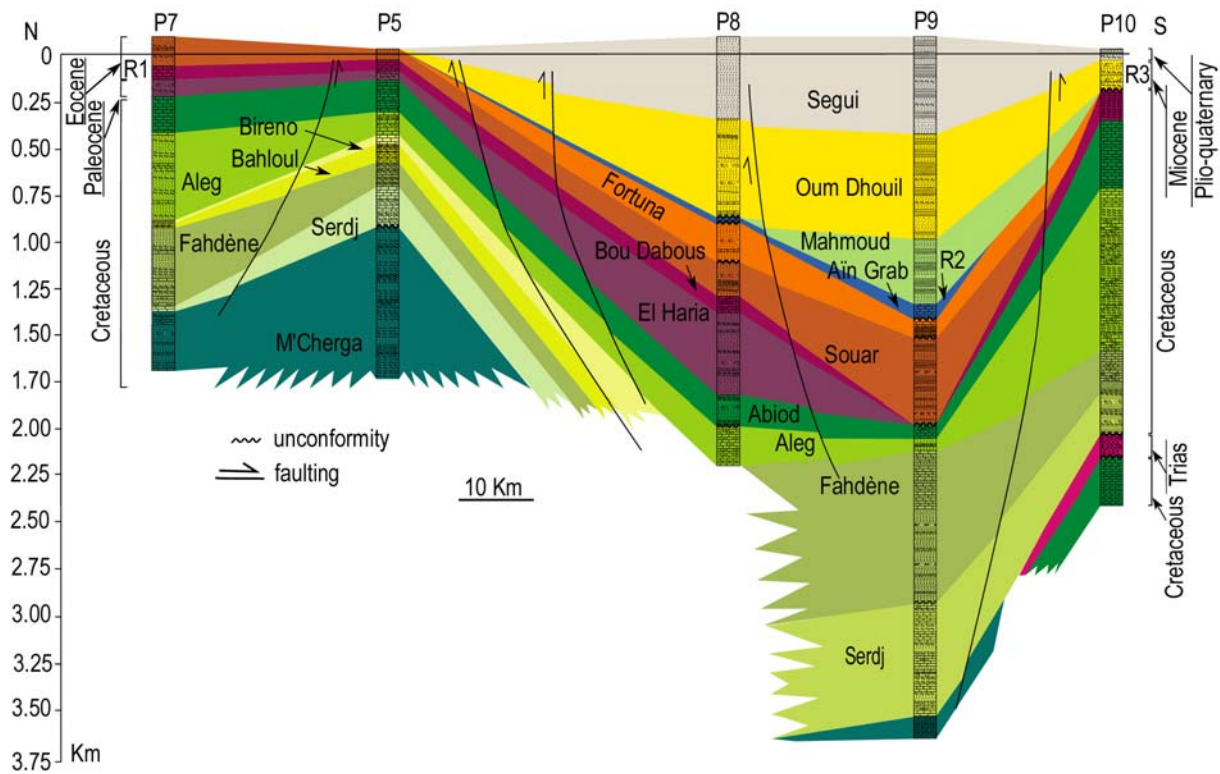 N P7 P5 P8 P9 P10 S
0
0.25
0.50
0.75
1.00
1.25
1.50
1.70
2.00
2.25
2.50
2.75
3.00
3.25
3.50
3.75
Km
Eocene
R1
Paleocene
Cretaceous
Bireno
Bahloul
Aleg
Fahdène
Serdj
M'Cherga
unconformity
faulting
10 Km
Segui
Oum Dhouil
Fortuna
Mahmoud
Aïn Grab
R2
Bou Dabous
El Haria
Souar
Abiod
Aleg
Fahdène
Serdj
R3
Miocene
Plio-quaternary
Cretaceous
Trias
Cretaceous